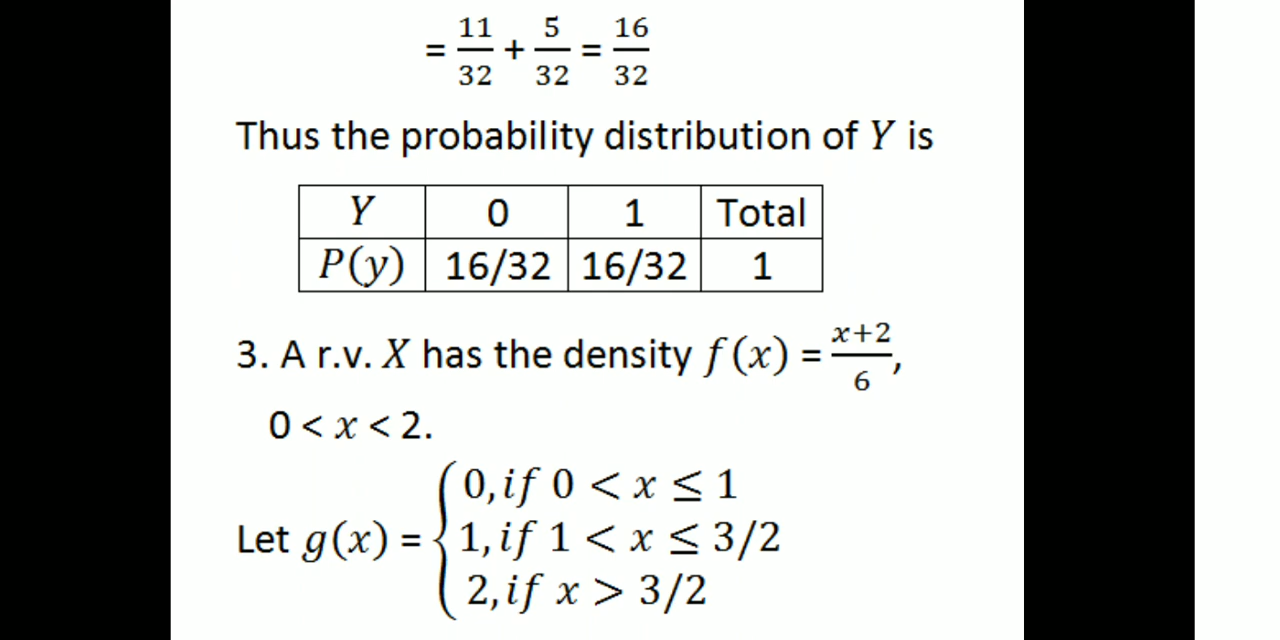 = 11/32 + 5/32 = 16/32
Thus the probability distribution of Y is
Y 0 1 Total
P(y) 16/32 16/32 1
3. A r.v. X has the density f(x) = x+2/6,
0 < x < 2.
Let g(x) = { 0, if 0 < x ≤ 1
1, if 1 < x ≤ 3/2
2, if x > 3/2